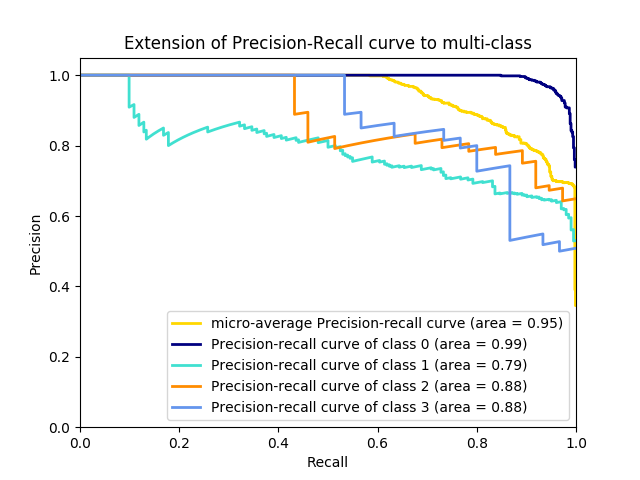 Extension of Precision-Recall curve to multi-class
Precision
1.0
0.8
0.6
0.4
0.2
0.0
micro-average Precision-recall curve (area = 0.95)
Precision-recall curve of class 0 (area = 0.99)
Precision-recall curve of class 1 (area = 0.79)
Precision-recall curve of class 2 (area = 0.88)
Precision-recall curve of class 3 (area = 0.88)
0.0 0.2 0.4 0.6 0.8 1.0
Recall